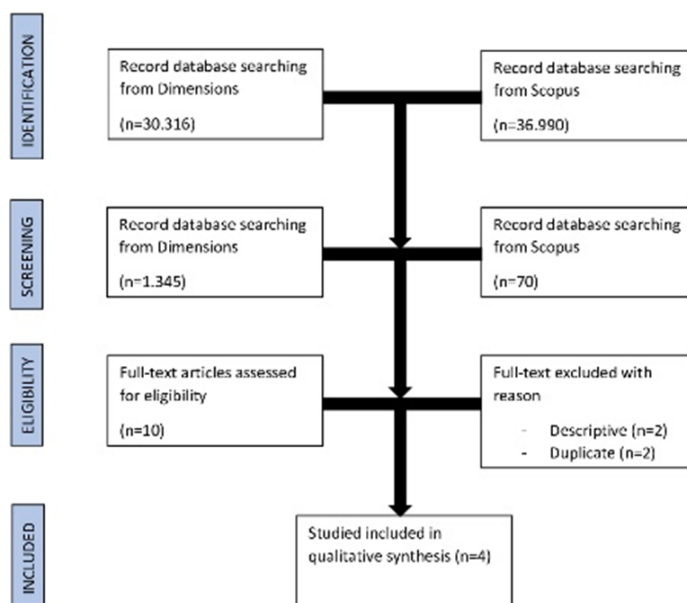 IDENTIFICATION
Record database searching
from Dimensions
(n=30.316)
Record database searching
from Scopus
(n=36.990)
SCREENING
Record database searching
from Dimensions
(n=1.345)
Record database searching
from Scopus
(n=70)
ELIGIBILITY
Full-text articles assessed
for eligibility
(n=10)
Full-text excluded with
reason
- Descriptive (n=2)
- Duplicate (n=2)
INCLUDED
Studied included in
qualitative synthesis (n=4)